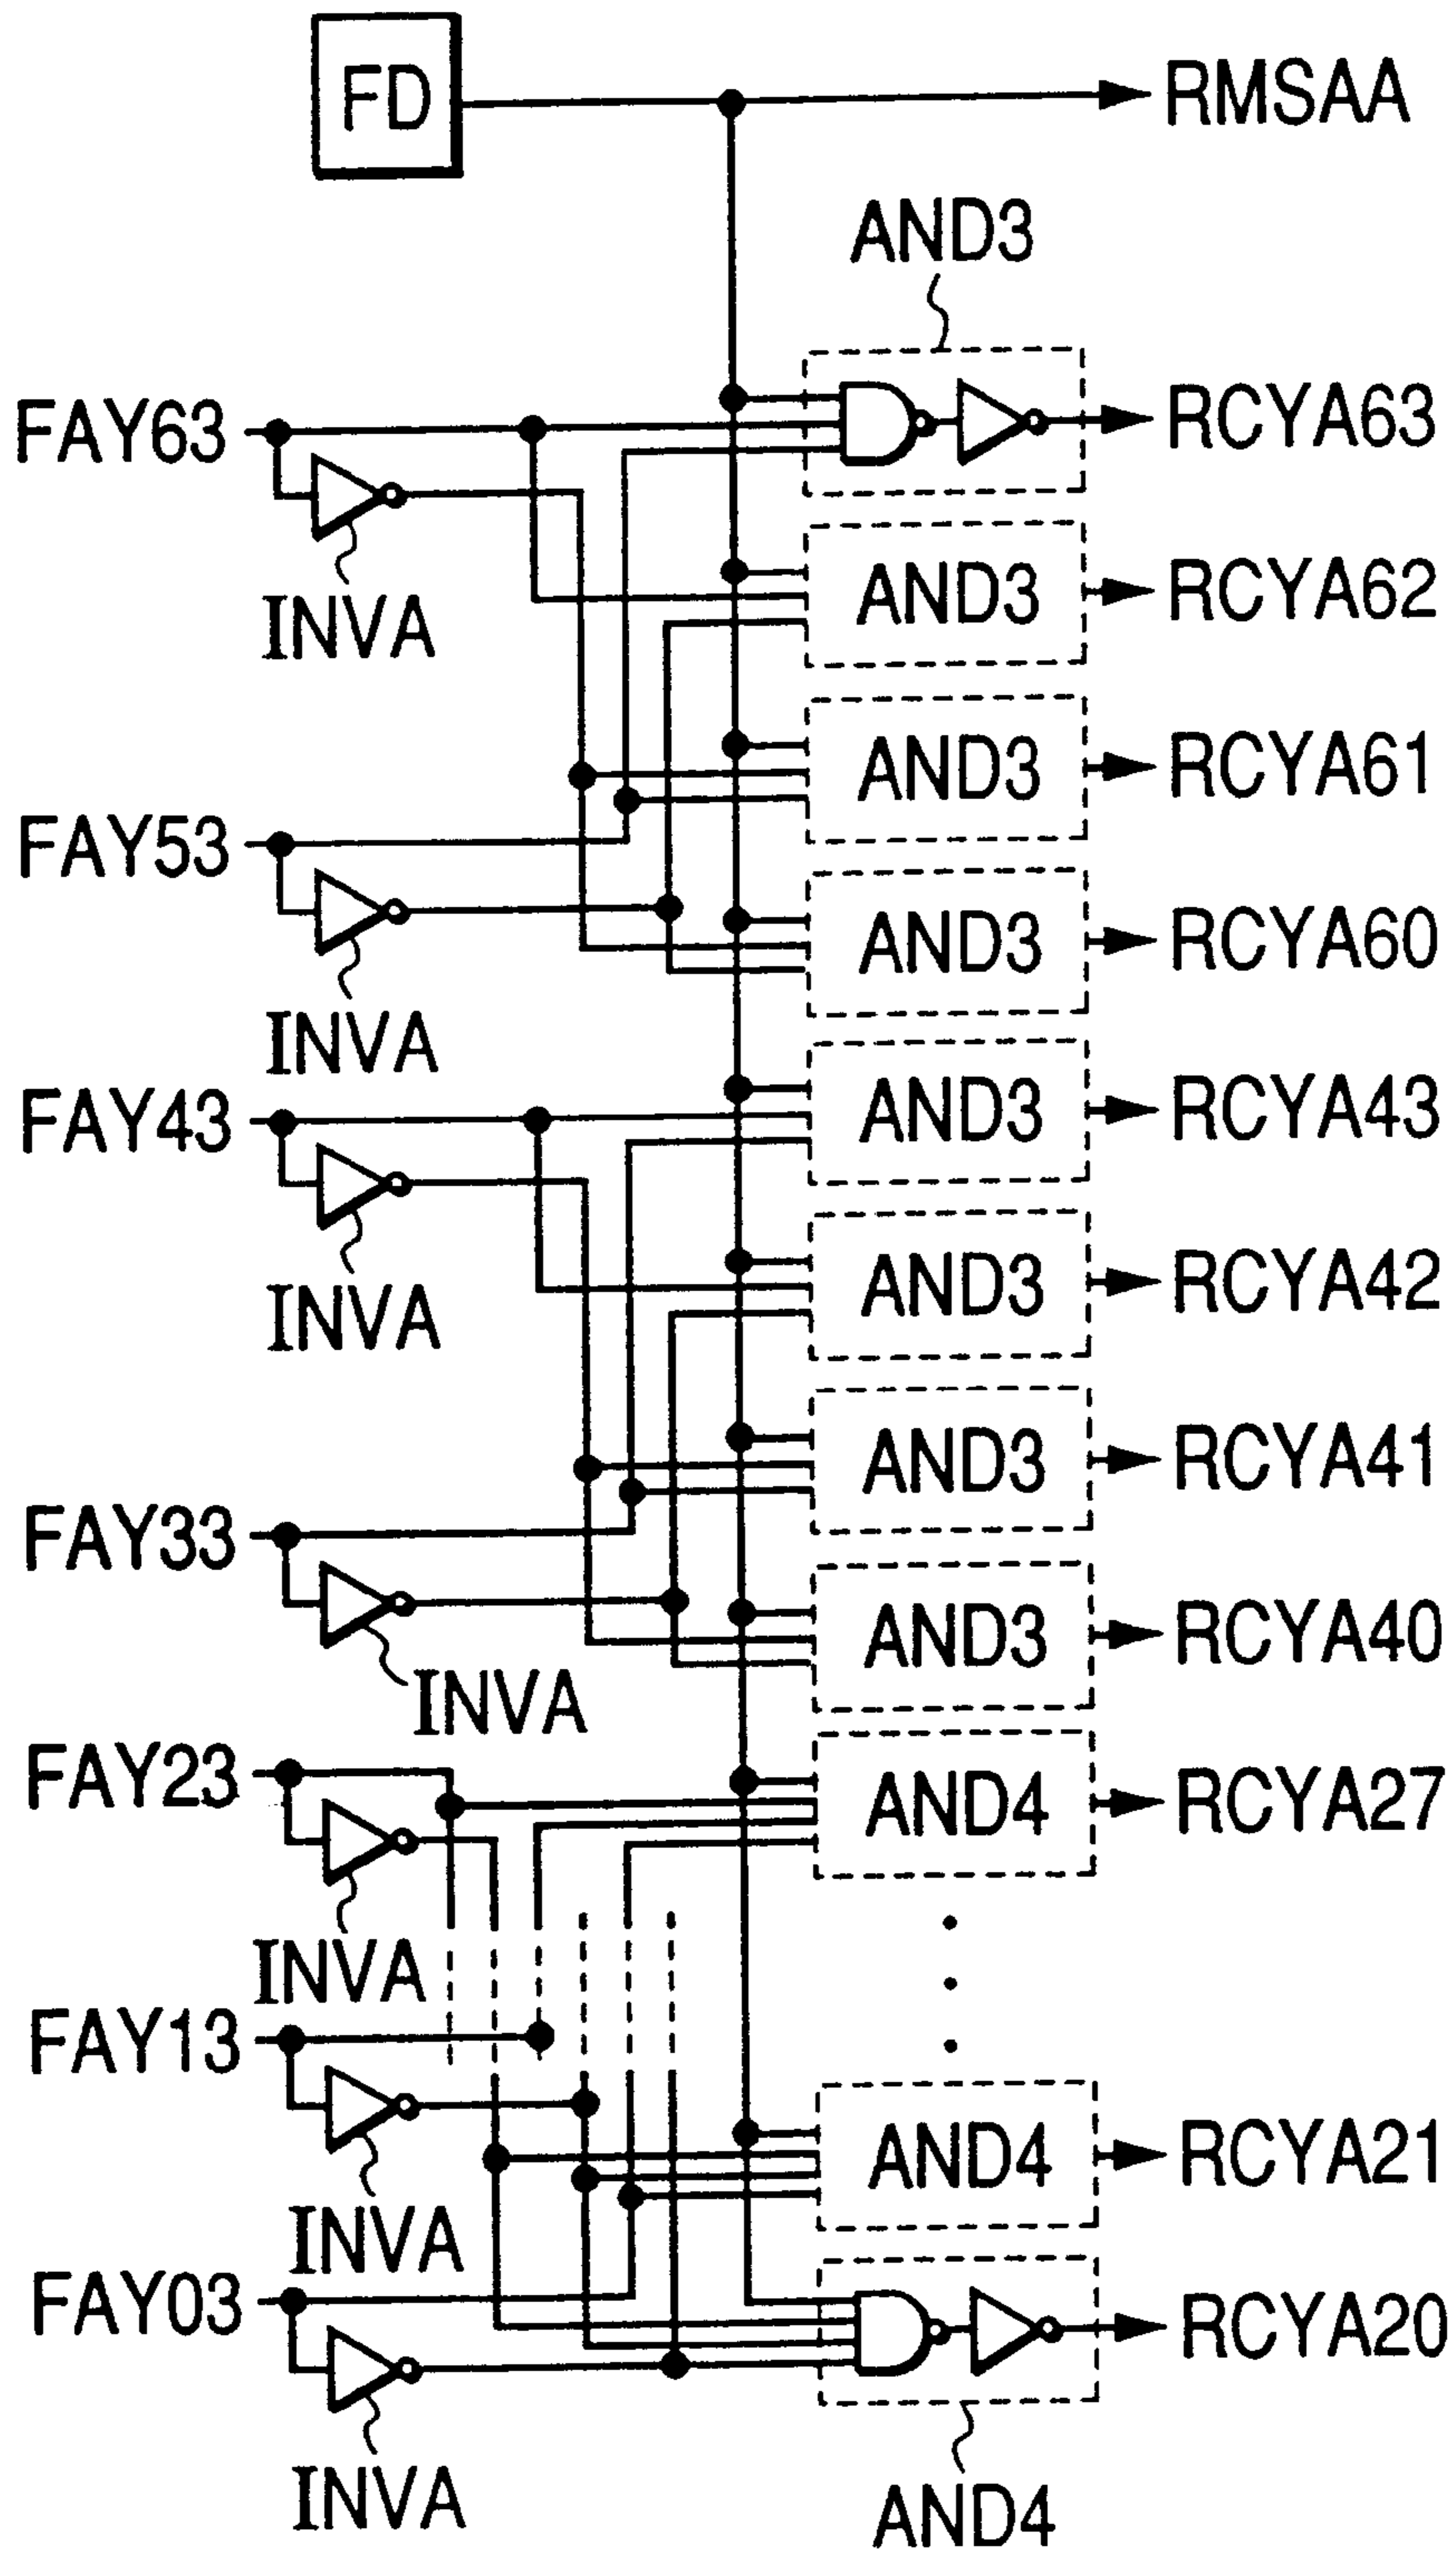 FD
RMSAA
AND3
FAY63
RCYA63
INVA
AND3
RCYA62
AND3
RCYA61
FAY53
AND3
RCYA60
INVA
FAY43
AND3
RCYA43
INVA
AND3
RCYA42
AND3
RCYA41
FAY33
AND3
RCYA40
INVA
FAY23
AND4
RCYA27
INVA
FAY13
AND4
RCYA21
INVA
FAY03
RCYA20
INVA
AND4